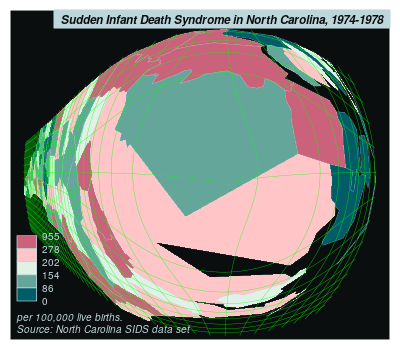 Sudden Infant Death Syndrome in North Carolina, 1974-1978
955
278
202
154
86
0
per 100,000 live births.
Source: North Carolina SIDS data set